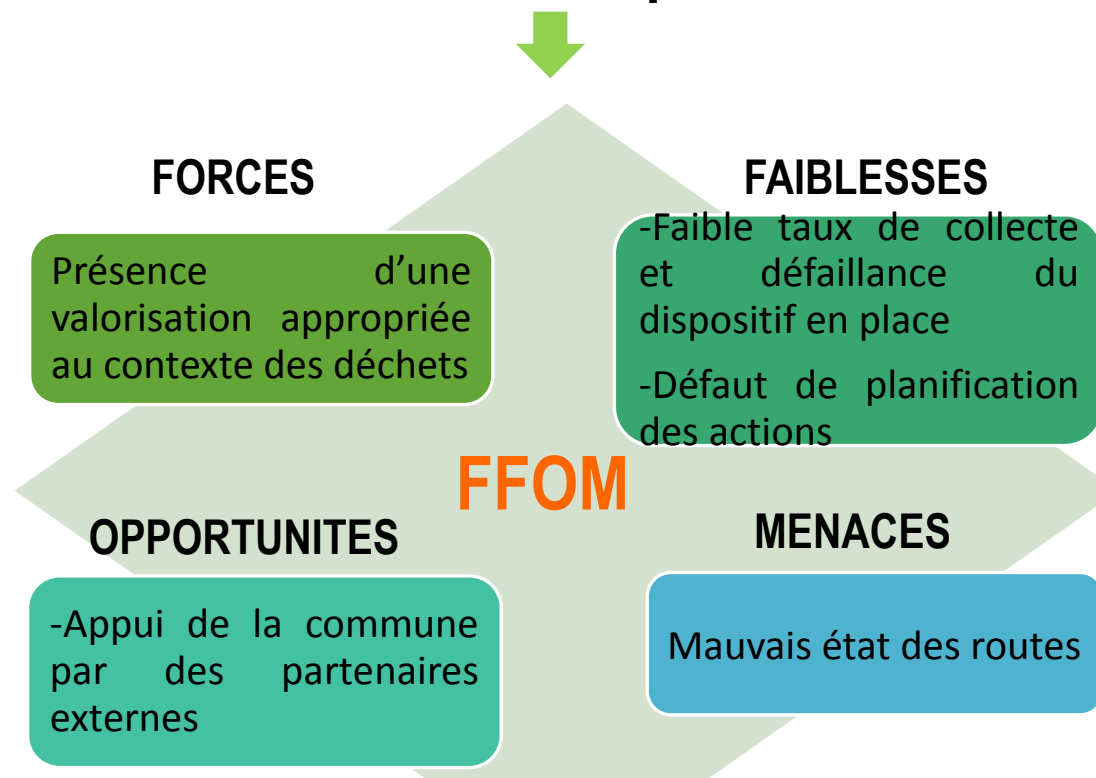 FORCES
Présence d’une
valorisation appropriée
au contexte des déchets
FAIBLESSES
-Faible taux de collecte
et défaillance du
dispositif en place
-Défaut de planification
des actions
FFOM
OPPORTUNITES
-Appui de la commune
par des partenaires
externes
MENACES
Mauvais état des routes